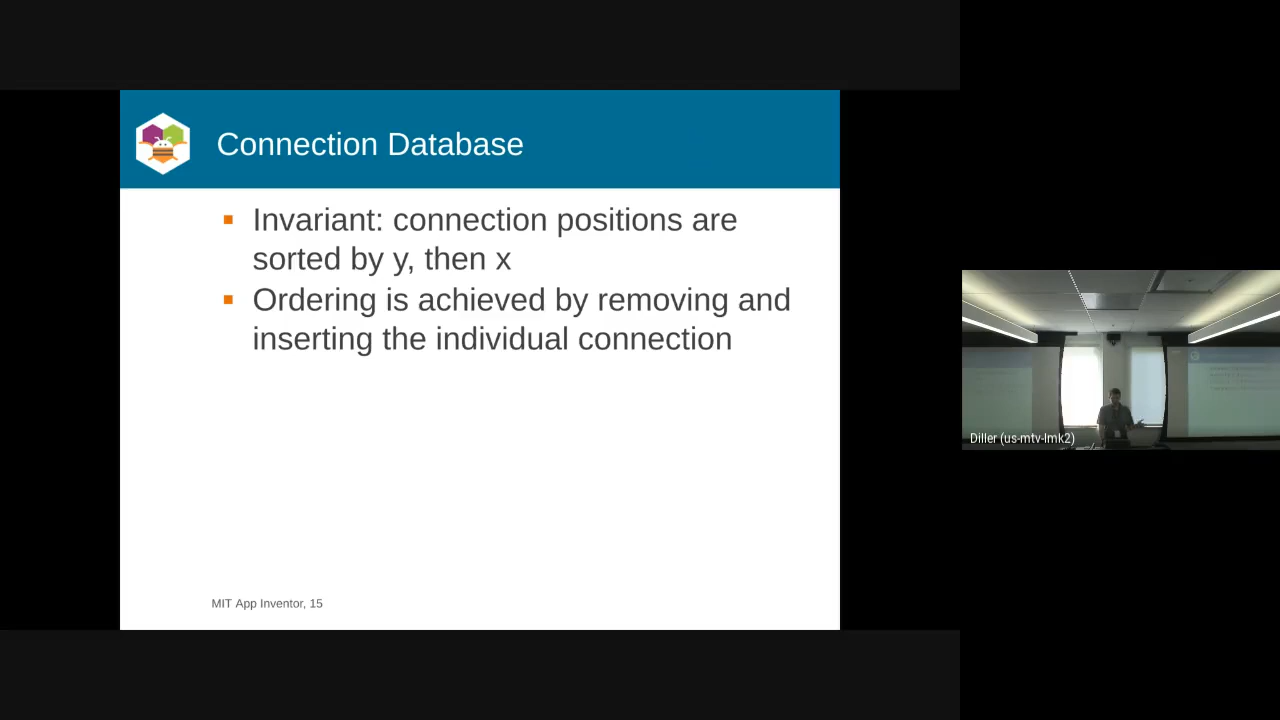 Connection Database
Invariant: connection positions are
sorted by y, then x
Ordering is achieved by removing and
inserting the individual connection
MIT App Inventor, 15
Diller (us-mtv-lmk2)